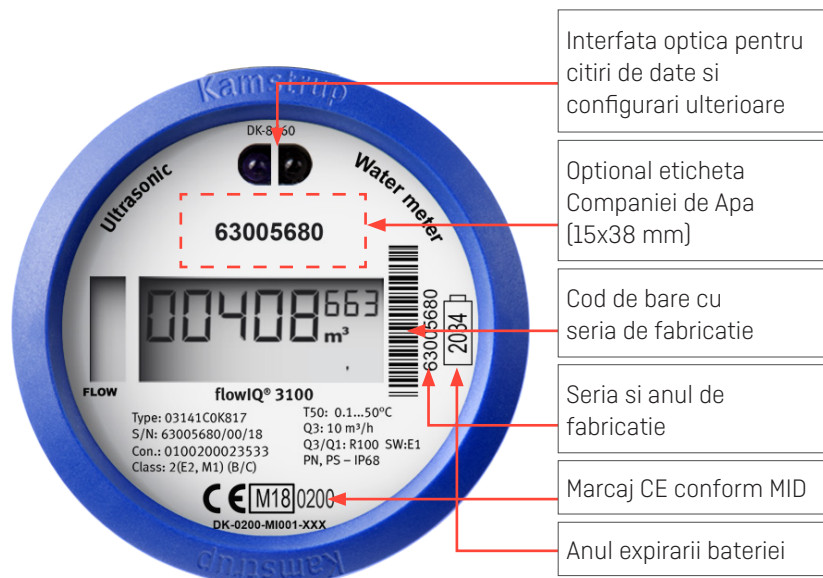 Kamstrup
DK-8 60
Ultrasonic
Water meter
63005680
00408663
m³
FLOW
63005680
2034
flowIQ® 3100
Type: 03141C0K817
S/N: 63005680/00/18
Con.: 0100200023533
Class: 2(E2, M1) (B/C)
T50: 0.1...50°C
Q3: 10 m³/h
Q3/Q1: R100 SW:E1
PN, PS – IP68
CE M18 0200
DK-0200-MI001-XXX
Kamstrup
Interfata optica pentru
citiri de date si
configurari ulterioare
Optional eticheta
Companiei de Apa
(15x38 mm)
Cod de bare cu
seria de fabricatie
Seria si anul de
fabricatie
Marcaj CE conform MID
Anul expirarii bateriei